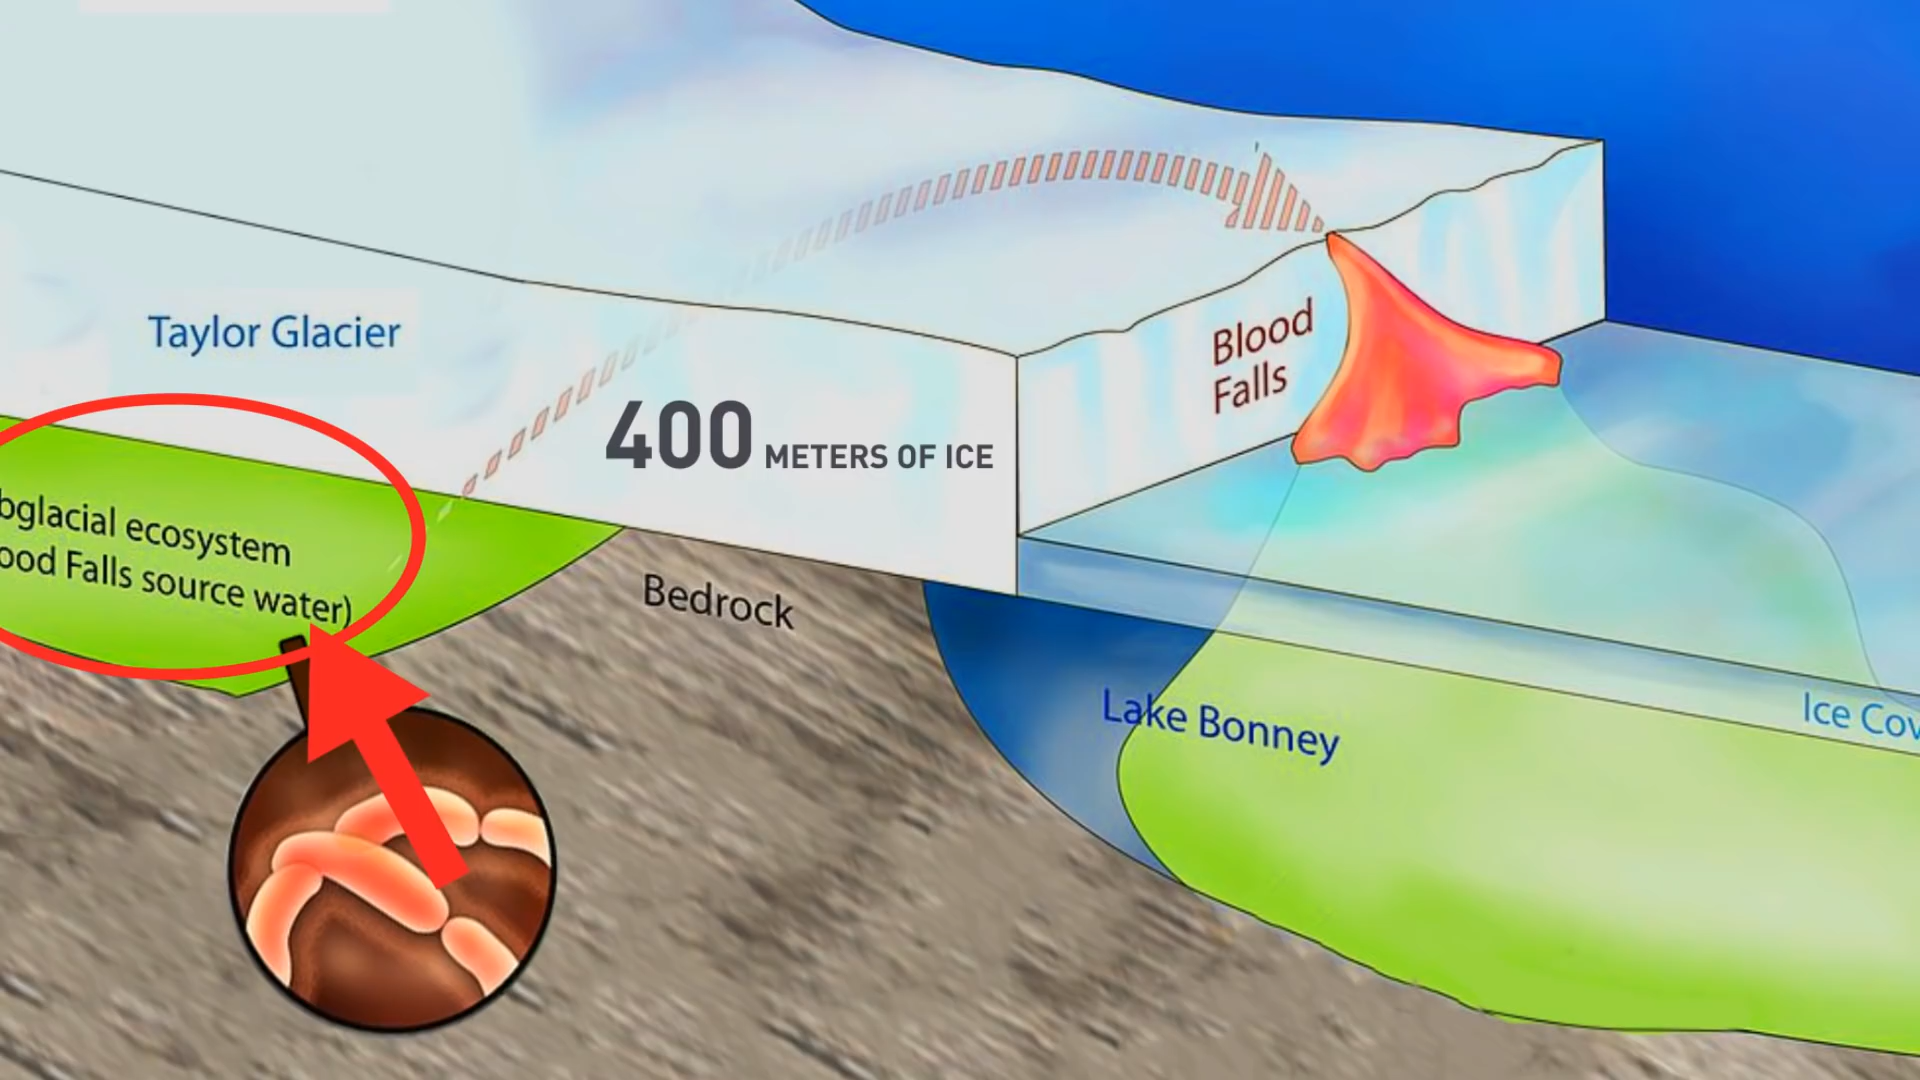 Taylor Glacier
400 METERS OF ICE
Blood
Falls
bglacial ecosystem
ood Falls source water)
Bedrock
Lake Bonney
Ice Cov